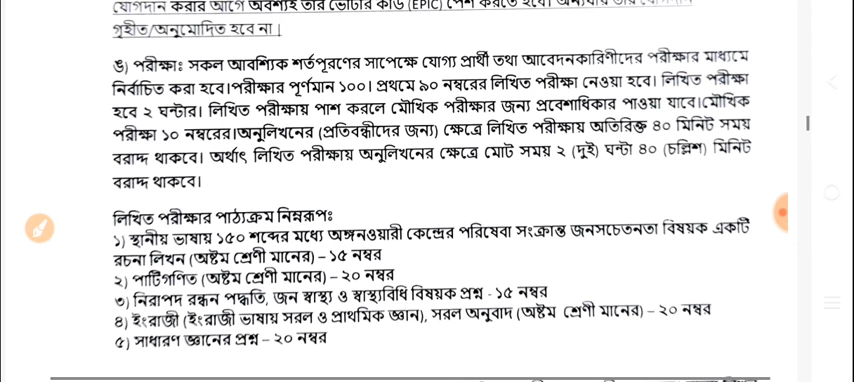 যোগদান করার আগে অবশ্যই তার ভোটার কার্ড (EPIC) পেশ করতে হবে।
গৃহীত/অনুমোদিত হবে না।
ঙ) পরীক্ষাঃ সকল আবশ্যিক শর্তপূরণের সাপেক্ষে যোগ্য প্রার্থী তথা আবেদনকারিণীদের পরীক্ষার মাধ্যমে
নির্বাচিত করা হবে।পরীক্ষার পূর্ণমান ১০০। প্রথমে ৯০ নম্বরের লিখিত পরীক্ষা নেওয়া হবে। লিখিত পরীক্ষা
হবে ২ ঘন্টার। লিখিত পরীক্ষায় পাশ করলে মৌখিক পরীক্ষার জন্য প্রবেশাধিকার পাওয়া যাবে।মৌখিক
পরীক্ষা ১০ নম্বরের।অনুলিখনের (প্রতিবন্ধীদের জন্য) ক্ষেত্রে লিখিত পরীক্ষায় অতিরিক্ত ৪০ মিনিট সময়
বরাদ্দ থাকবে। অর্থাৎ লিখিত পরীক্ষায় অনুলিখনের ক্ষেত্রে মোট সময় ২ (দুই) ঘন্টা ৪০ (চল্লিশ) মিনিট
বরাদ্দ থাকবে।
লিখিত পরীক্ষার পাঠ্যক্রম নিম্নরূপঃ
১) স্থানীয় ভাষায় ১৫০ শব্দের মধ্যে অঙ্গনওয়ারী কেন্দ্রের পরিষেবা সংক্রান্ত জনসচেতনতা বিষয়ক একটি
রচনা লিখন (অষ্টম শ্রেণী মানের) – ১৫ নম্বর
২) পাটিগণিত (অষ্টম শ্রেণী মানের) – ২০ নম্বর
৩) নিরাপদ রন্ধন পদ্ধতি, জন স্বাস্থ্য ও স্বাস্থ্যবিধি বিষয়ক প্রশ্ন - ১৫ নম্বর
৪) ইংরাজী (ইংরাজী ভাষায় সরল ও প্রাথমিক জ্ঞান), সরল অনুবাদ (অষ্টম শ্রেণী মানের) – ২০ নম্বর
৫) সাধারণ জ্ঞানের প্রশ্ন – ২০ নম্বর